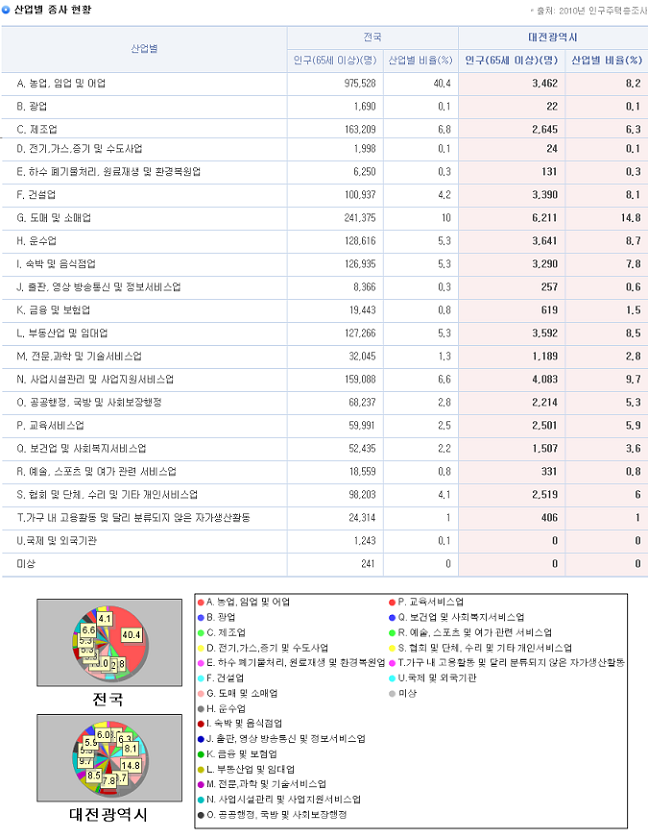 산업별 종사 현황
* 출처: 2010년 인구주택총조사
산업별 전국 대전광역시
인구(65세 이상)(명) 산업별 비율(%) 인구(65세 이상)(명) 산업별 비율(%)
A. 농업, 임업 및 어업 975,528 40.4 3,462 8.2
B. 광업 1,690 0.1 22 0.1
C. 제조업 163,209 6.8 2,645 6.3
D. 전기,가스,증기 및 수도사업 1,998 0.1 24 0.1
E. 하수 폐기물처리, 원료재생 및 환경복원업 6,250 0.3 131 0.3
F. 건설업 100,937 4.2 3,390 8.1
G. 도매 및 소매업 241,375 10 6,211 14.8
H. 운수업 128,616 5.3 3,641 8.7
I. 숙박 및 음식점업 126,935 5.3 3,290 7.8
J. 출판, 영상 방송통신 및 정보서비스업 8,366 0.3 257 0.6
K. 금융 및 보험업 19,443 0.8 619 1.5
L. 부동산업 및 임대업 127,266 5.3 3,592 8.5
M. 전문,과학 및 기술서비스업 32,045 1.3 1,189 2.8
N. 사업시설관리 및 사업지원서비스업 159,088 6.6 4,083 9.7
O. 공공행정, 국방 및 사회보장행정 68,237 2.8 2,214 5.3
P. 교육서비스업 59,991 2.5 2,501 5.9
Q. 보건업 및 사회복지서비스업 52,435 2.2 1,507 3.6
R. 예술, 스포츠 및 여가 관련 서비스업 18,559 0.8 331 0.8
S. 협회 및 단체, 수리 및 기타 개인서비스업 98,203 4.1 2,519 6
T.가구 내 고용활동 및 달리 분류되지 않은 자가생산활동 24,314 1 406 1
U.국제 및 외국기관 1,243 0.1 0 0
미상 241 0 0 0
4.1
6.6
40.4
전국
6.0
6.3
5.9
8.1
9.7
14.8
8.5
7.8
대전광역시
A. 농업, 임업 및 어업
B. 광업
C. 제조업
D. 전기,가스,증기 및 수도사업
E. 하수 폐기물처리, 원료재생 및 환경복원업
F. 건설업
G. 도매 및 소매업
H. 운수업
I. 숙박 및 음식점업
J. 출판, 영상 방송통신 및 정보서비스업
K. 금융 및 보험업
L. 부동산업 및 임대업
M. 전문,과학 및 기술서비스업
N. 사업시설관리 및 사업지원서비스업
O. 공공행정, 국방 및 사회보장행정
P. 교육서비스업
Q. 보건업 및 사회복지서비스업
R. 예술, 스포츠 및 여가 관련 서비스업
S. 협회 및 단체, 수리 및 기타 개인서비스업
T.가구 내 고용활동 및 달리 분류되지 않은 자가생산활동
U.국제 및 외국기관
미상